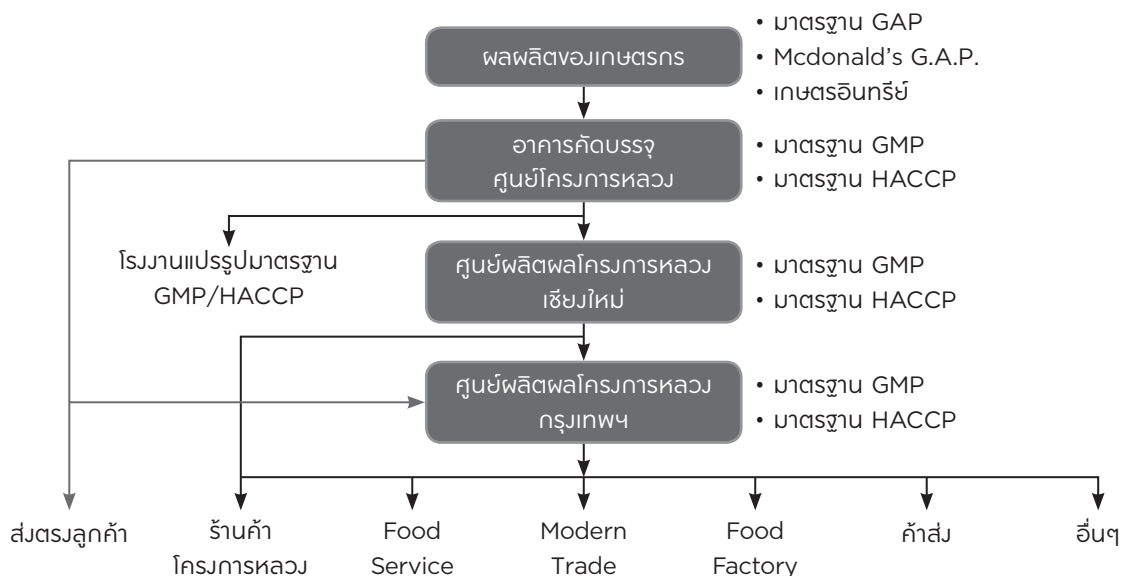 ผลผลิตของเกษตรกร
• มาตรฐาน GAP
• Mcdonald's G.A.P.
• เกษตรอินทรีย์
อาคารคัดบรรจุ
ศูนย์โครงการหลวง
• มาตรฐาน GMP
• มาตรฐาน HACCP
โรงงานแปรรูปมาตรฐาน
GMP/HACCP
ศูนย์ผลิตผลโครงการหลวง
เชียงใหม่
• มาตรฐาน GMP
• มาตรฐาน HACCP
ศูนย์ผลิตผลโครงการหลวง
กรุงเทพฯ
• มาตรฐาน GMP
• มาตรฐาน HACCP
ส่งตรงลูกค้า
ร้านค้า
โครงการหลวง
Food
Service
Modern
Trade
Food
Factory
ค้าส่ง
อื่นๆ